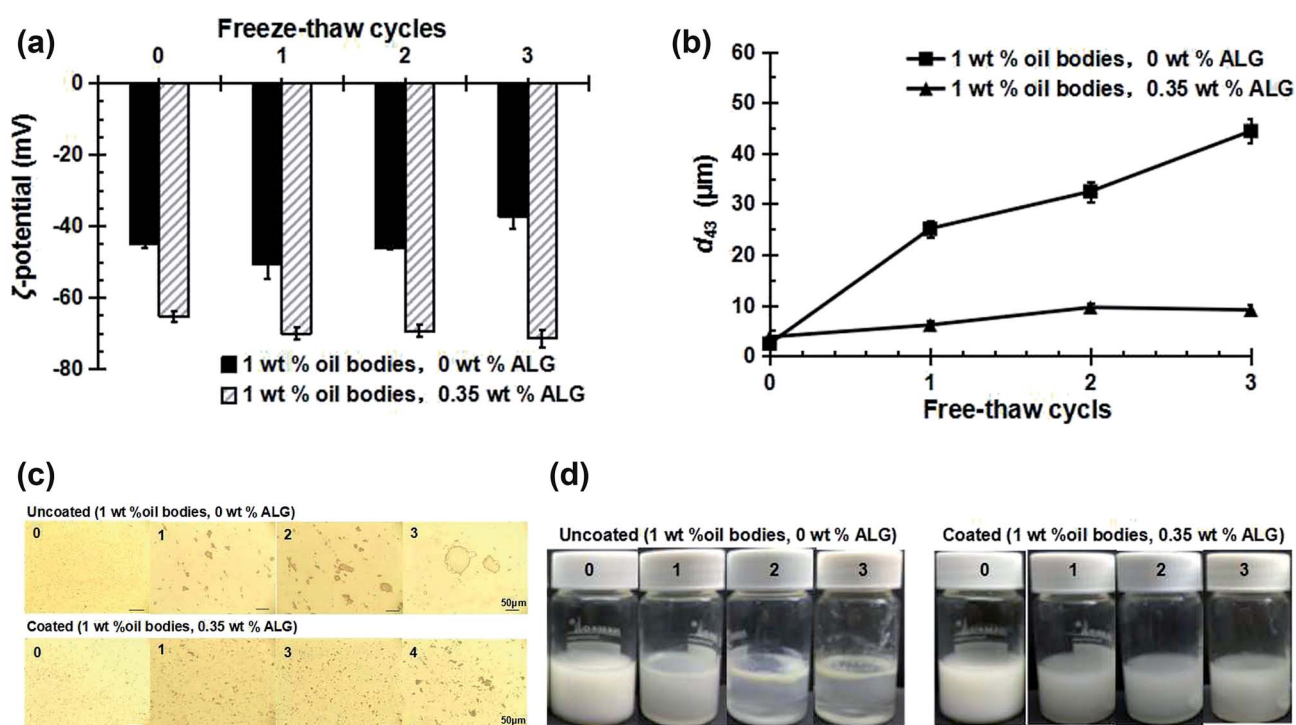 (a)
Freeze-thaw cycles
0 1 2 3
0
-20
-40
-60
-80
ζ-potential (mV)
1 wt % oil bodies, 0 wt % ALG
1 wt % oil bodies, 0.35 wt % ALG
(b)
60
50
40
30
20
10
0
d43 (μm)
1 wt % oil bodies, 0 wt % ALG
1 wt % oil bodies, 0.35 wt % ALG
0 1 2 3
Free-thaw cycls
(c)
Uncoated (1 wt %oil bodies, 0 wt % ALG)
0 1 2 3
50μm
Coated (1 wt %oil bodies, 0.35 wt % ALG)
0 1 3 4
50μm
(d)
Uncoated (1 wt %oil bodies, 0 wt % ALG)
0 1 2 3
Coated (1 wt %oil bodies, 0.35 wt % ALG)
0 1 2 3